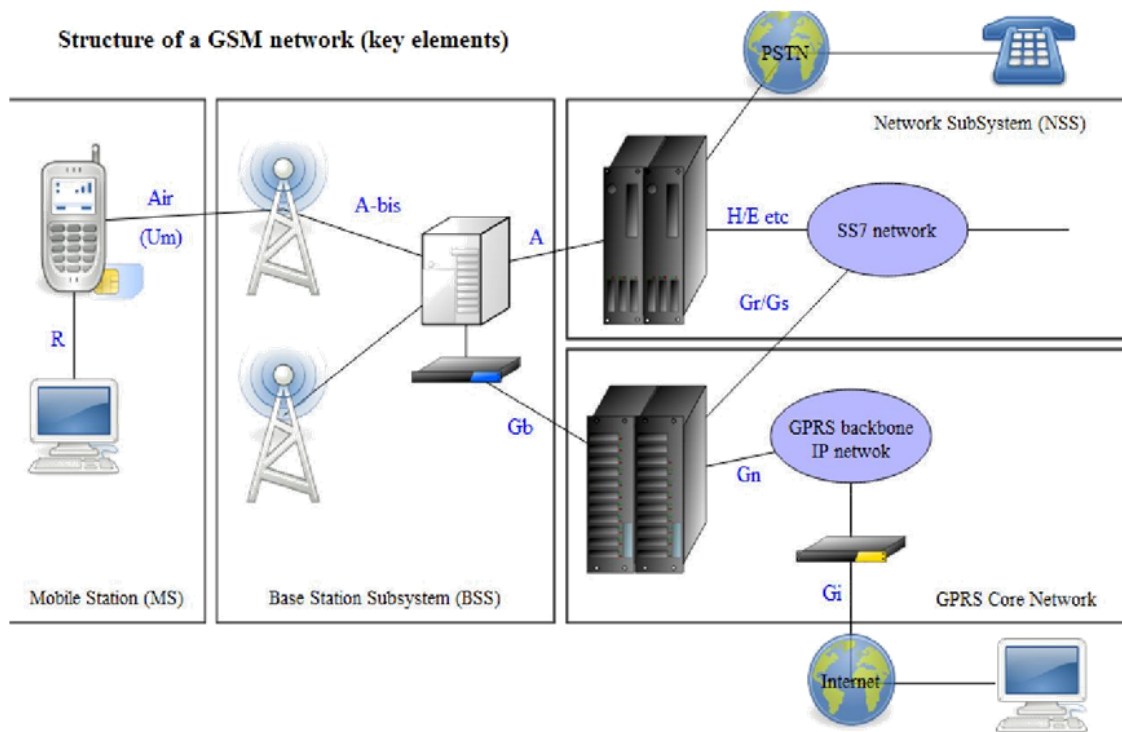 Structure of a GSM network (key elements)
PSTN
Network SubSystem (NSS)
Air
(Um)
A-bis
A
H/E etc
SS7 network
Gr/Gs
R
Gb
GPRS backbone
IP netwok
Gn
Gi
Mobile Station (MS)
Base Station Subsystem (BSS)
GPRS Core Network
Internet